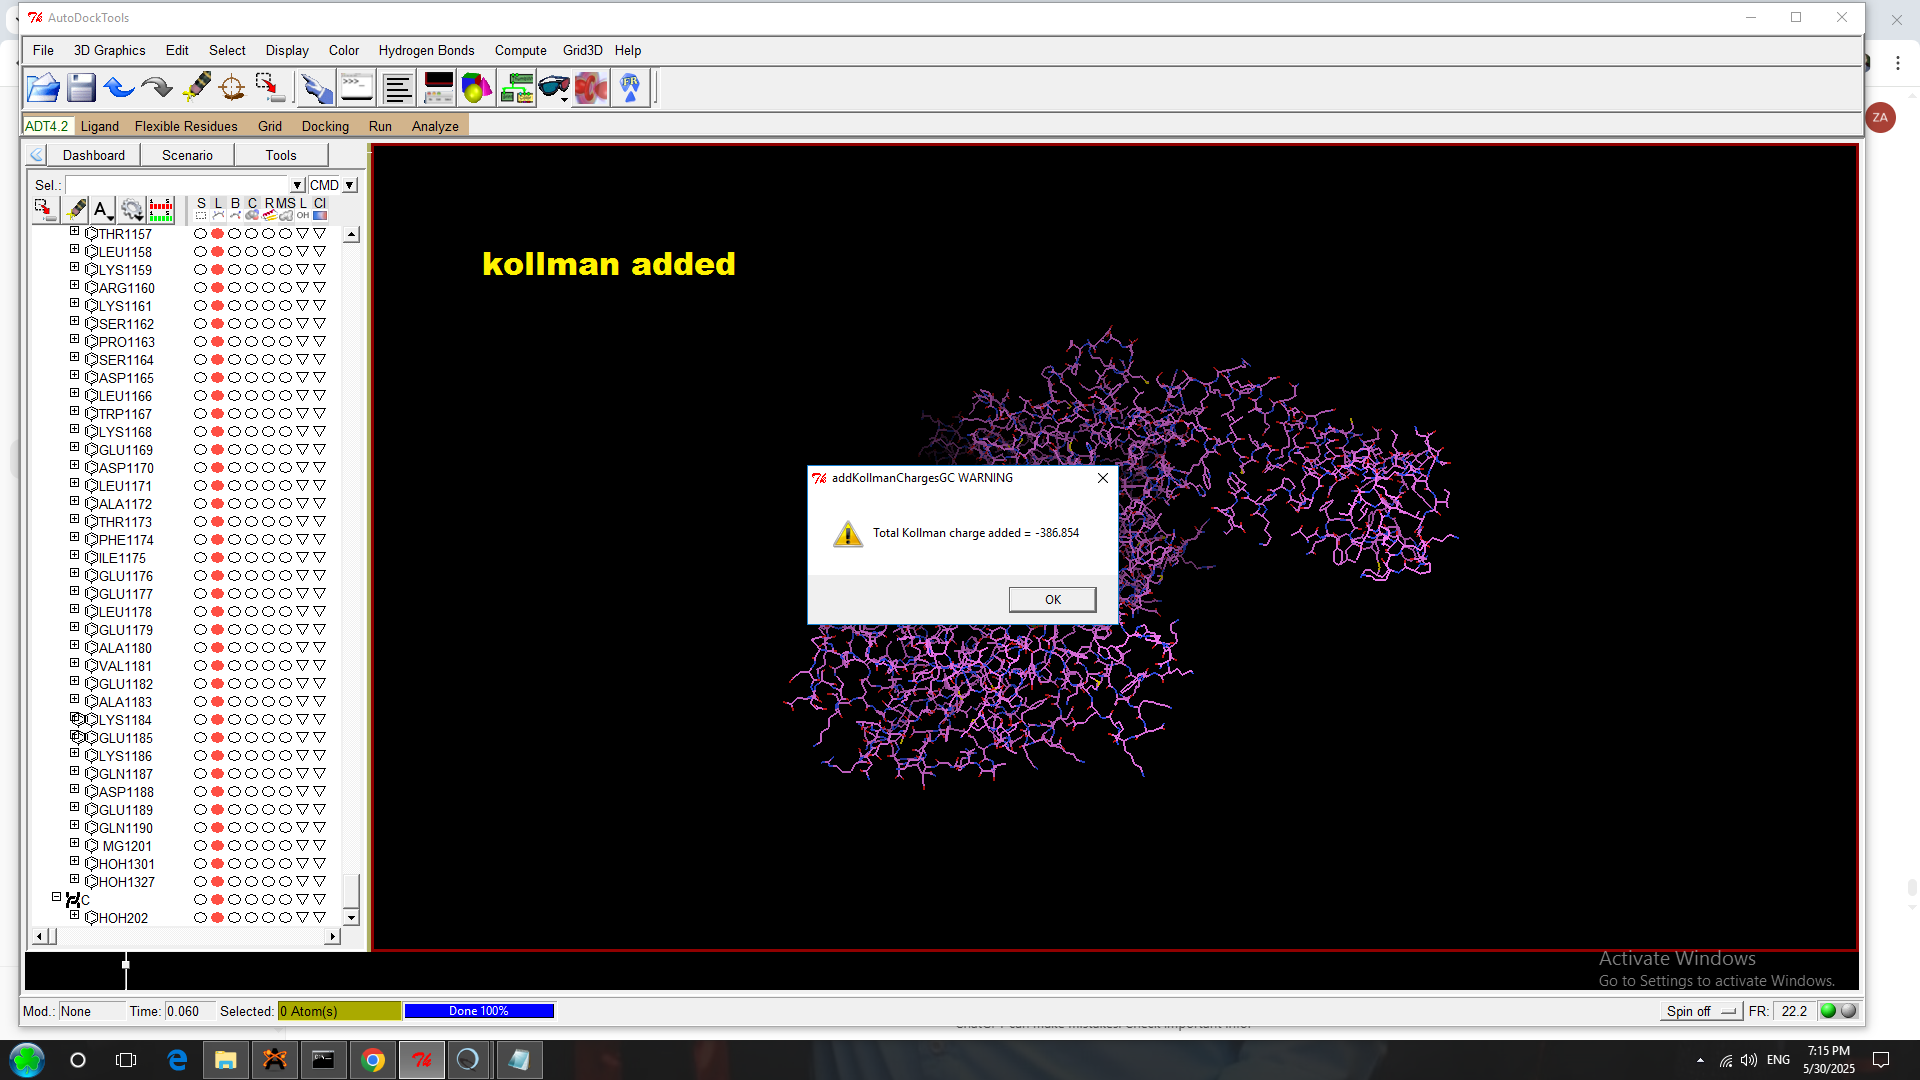 AutoDockTools
File 3D Graphics Edit Select Display Color Hydrogen Bonds Compute Grid3D Help
ADT4.2 Ligand Flexible Residues Grid Docking Run Analyze
ZA
Dashboard Scenario Tools
Sel.: CMD
S L B C R MS L Cl
THR1157
LEU1158
LYS1159
ARG1160
LYS1161
SER1162
PRO1163
SER1164
ASP1165
LEU1166
TRP1167
LYS1168
GLU1169
ASP1170
LEU1171
ALA1172
THR1173
PHE1174
ILE1175
GLU1176
GLU1177
LEU1178
GLU1179
ALA1180
VAL1181
GLU1182
ALA1183
LYS1184
GLU1185
LYS1186
GLN1187
ASP1188
GLU1189
GLN1190
MG1201
HOH1301
HOH1327
C
HOH202
kollman added
addKollmanChargesGC WARNING
Total Kollman charge added = -386.854
OK
Activate Windows
Go to Settings to activate Windows.
Mod.: None Time: 0.060 Selected: 0 Atom(s) Done 100% Spin off FR: 22.2
ENG
7:15 PM
5/30/2025